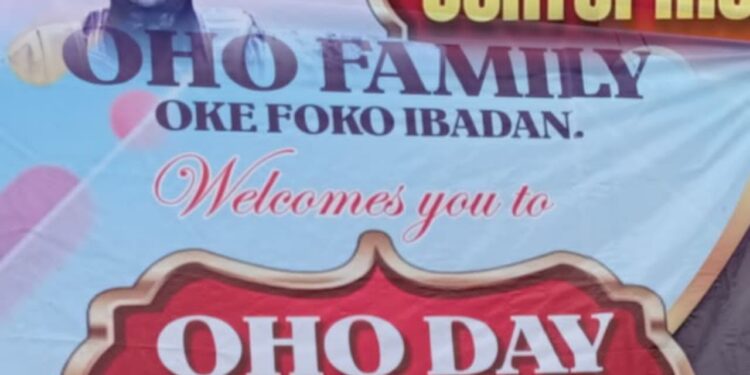 OHO FAMILY
OKE FOKO IBADAN.
Welcomes you to
OHO DAY